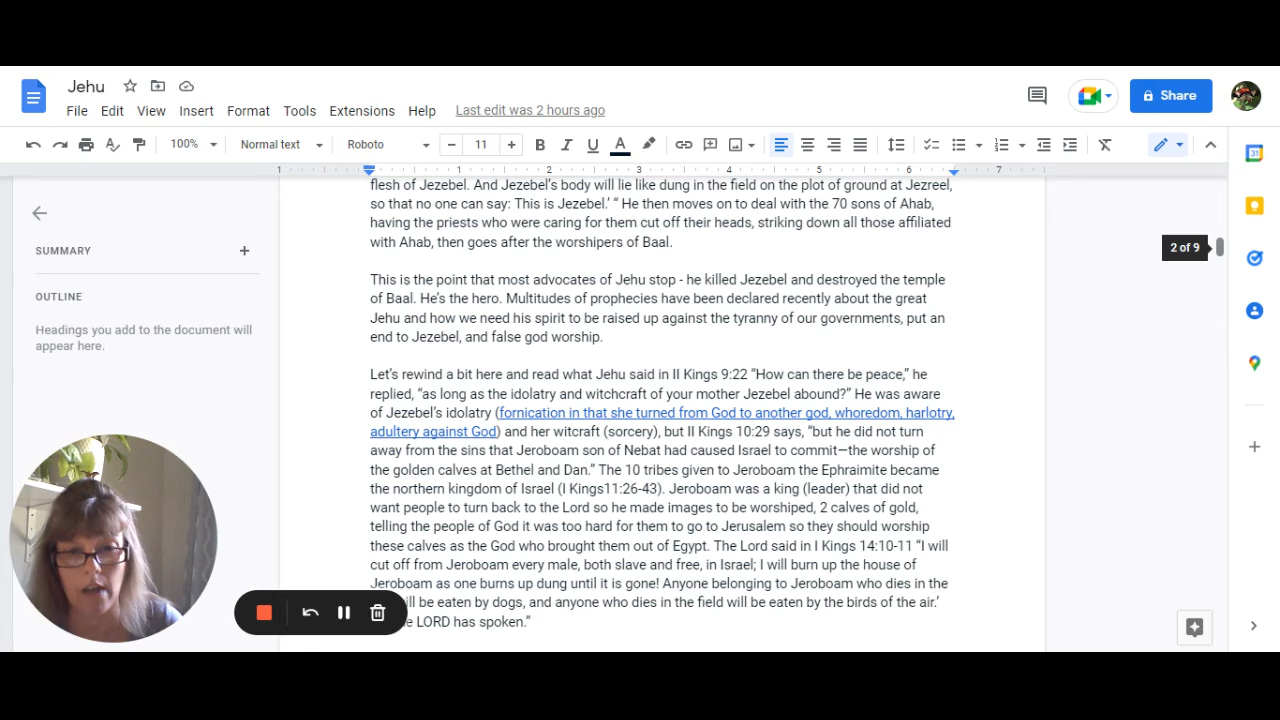 Jehu
File Edit View Insert Format Tools Extensions Help Last edit was 2 hours ago
Share
100% Normal text Roboto 11
1 1 2 3 4 5 6 7
SUMMARY
OUTLINE
Headings you add to the document will
appear here.
flesh of Jezebel. And Jezebel's body will lie like dung in the field on the plot of ground at Jezreel,
so that no one can say: This is Jezebel.' " He then moves on to deal with the 70 sons of Ahab,
having the priests who were caring for them cut off their heads, striking down all those affiliated
with Ahab, then goes after the worshipers of Baal.
This is the point that most advocates of Jehu stop - he killed Jezebel and destroyed the temple
of Baal. He's the hero. Multitudes of prophecies have been declared recently about the great
Jehu and how we need his spirit to be raised up against the tyranny of our governments, put an
end to Jezebel, and false god worship.
Let's rewind a bit here and read what Jehu said in II Kings 9:22 "How can there be peace," he
replied, "as long as the idolatry and witchcraft of your mother Jezebel abound?" He was aware
of Jezebel's idolatry (fornication in that she turned from God to another god, whoredom, harlotry,
adultery against God) and her witcraft (sorcery), but II Kings 10:29 says, "but he did not turn
away from the sins that Jeroboam son of Nebat had caused Israel to commit—the worship of
the golden calves at Bethel and Dan." The 10 tribes given to Jeroboam the Ephraimite became
the northern kingdom of Israel (I Kings11:26-43). Jeroboam was a king (leader) that did not
want people to turn back to the Lord so he made images to be worshiped, 2 calves of gold,
telling the people of God it was too hard for them to go to Jerusalem so they should worship
these calves as the God who brought them out of Egypt. The Lord said in I Kings 14:10-11 "I will
cut off from Jeroboam every male, both slave and free, in Israel; I will burn up the house of
Jeroboam as one burns up dung until it is gone! Anyone belonging to Jeroboam who dies in the
will be eaten by dogs, and anyone who dies in the field will be eaten by the birds of the air.'
LORD has spoken."
2 of 9
31